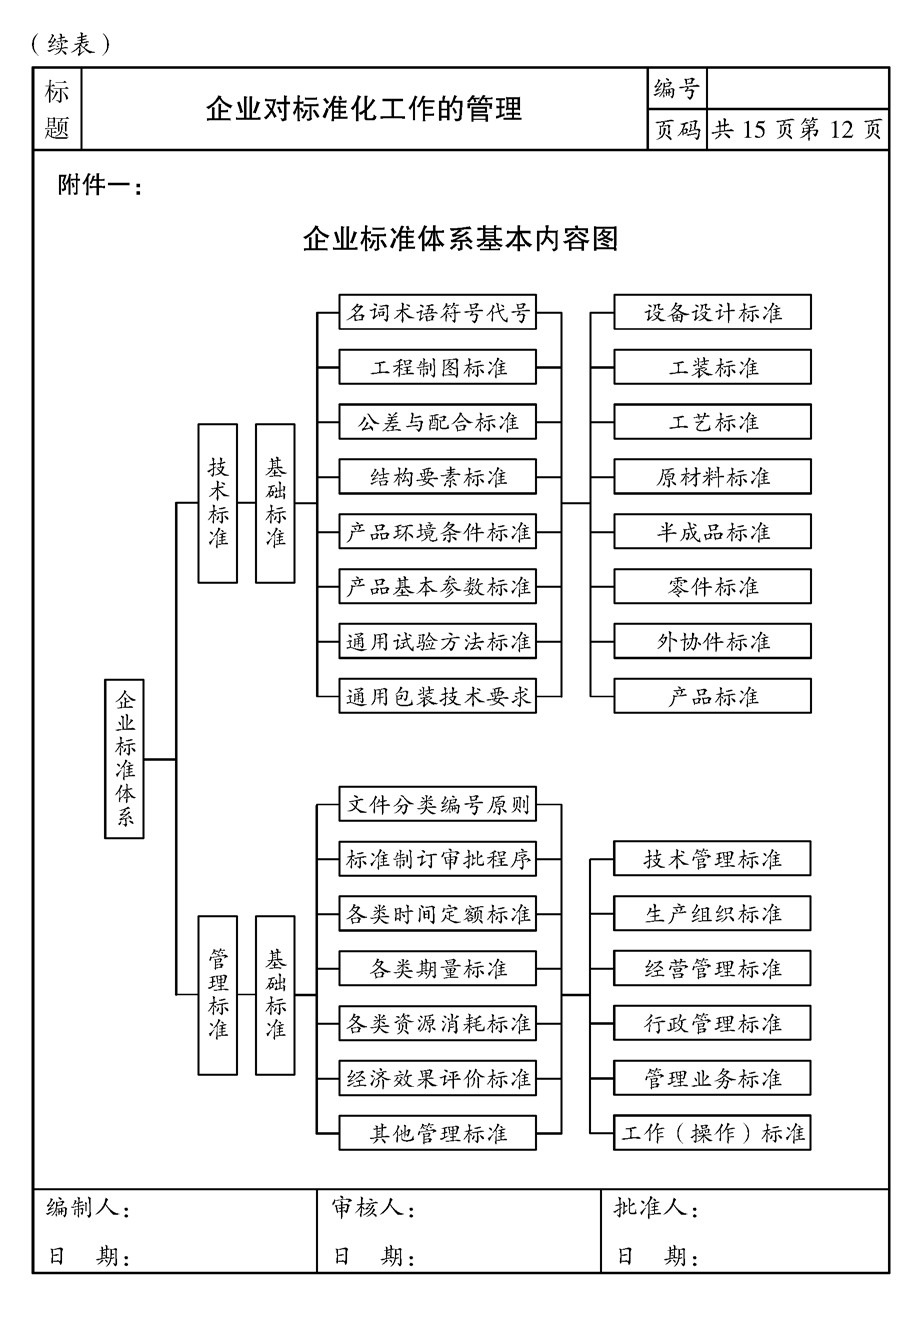 （续表）
标题
企业对标准化工作的管理
编号
页码
共 15 页第 12 页
附件一：
企业标准体系基本内容图
企业标准体系
技术标准
基础标准
名词术语符号代号
工程制图标准
公差与配合标准
结构要素标准
产品环境条件标准
产品基本参数标准
通用试验方法标准
通用包装技术要求
设备设计标准
工装标准
工艺标准
原材料标准
半成品标准
零件标准
外协件标准
产品标准
管理标准
基础标准
文件分类编号原则
标准制订审批程序
各类时间定额标准
各类期量标准
各类资源消耗标准
经济效果评价标准
其他管理标准
技术管理标准
生产组织标准
经营管理标准
行政管理标准
管理业务标准
工作（操作）标准
编制人：
日　期：
审核人：
日　期：
批准人：
日　期：